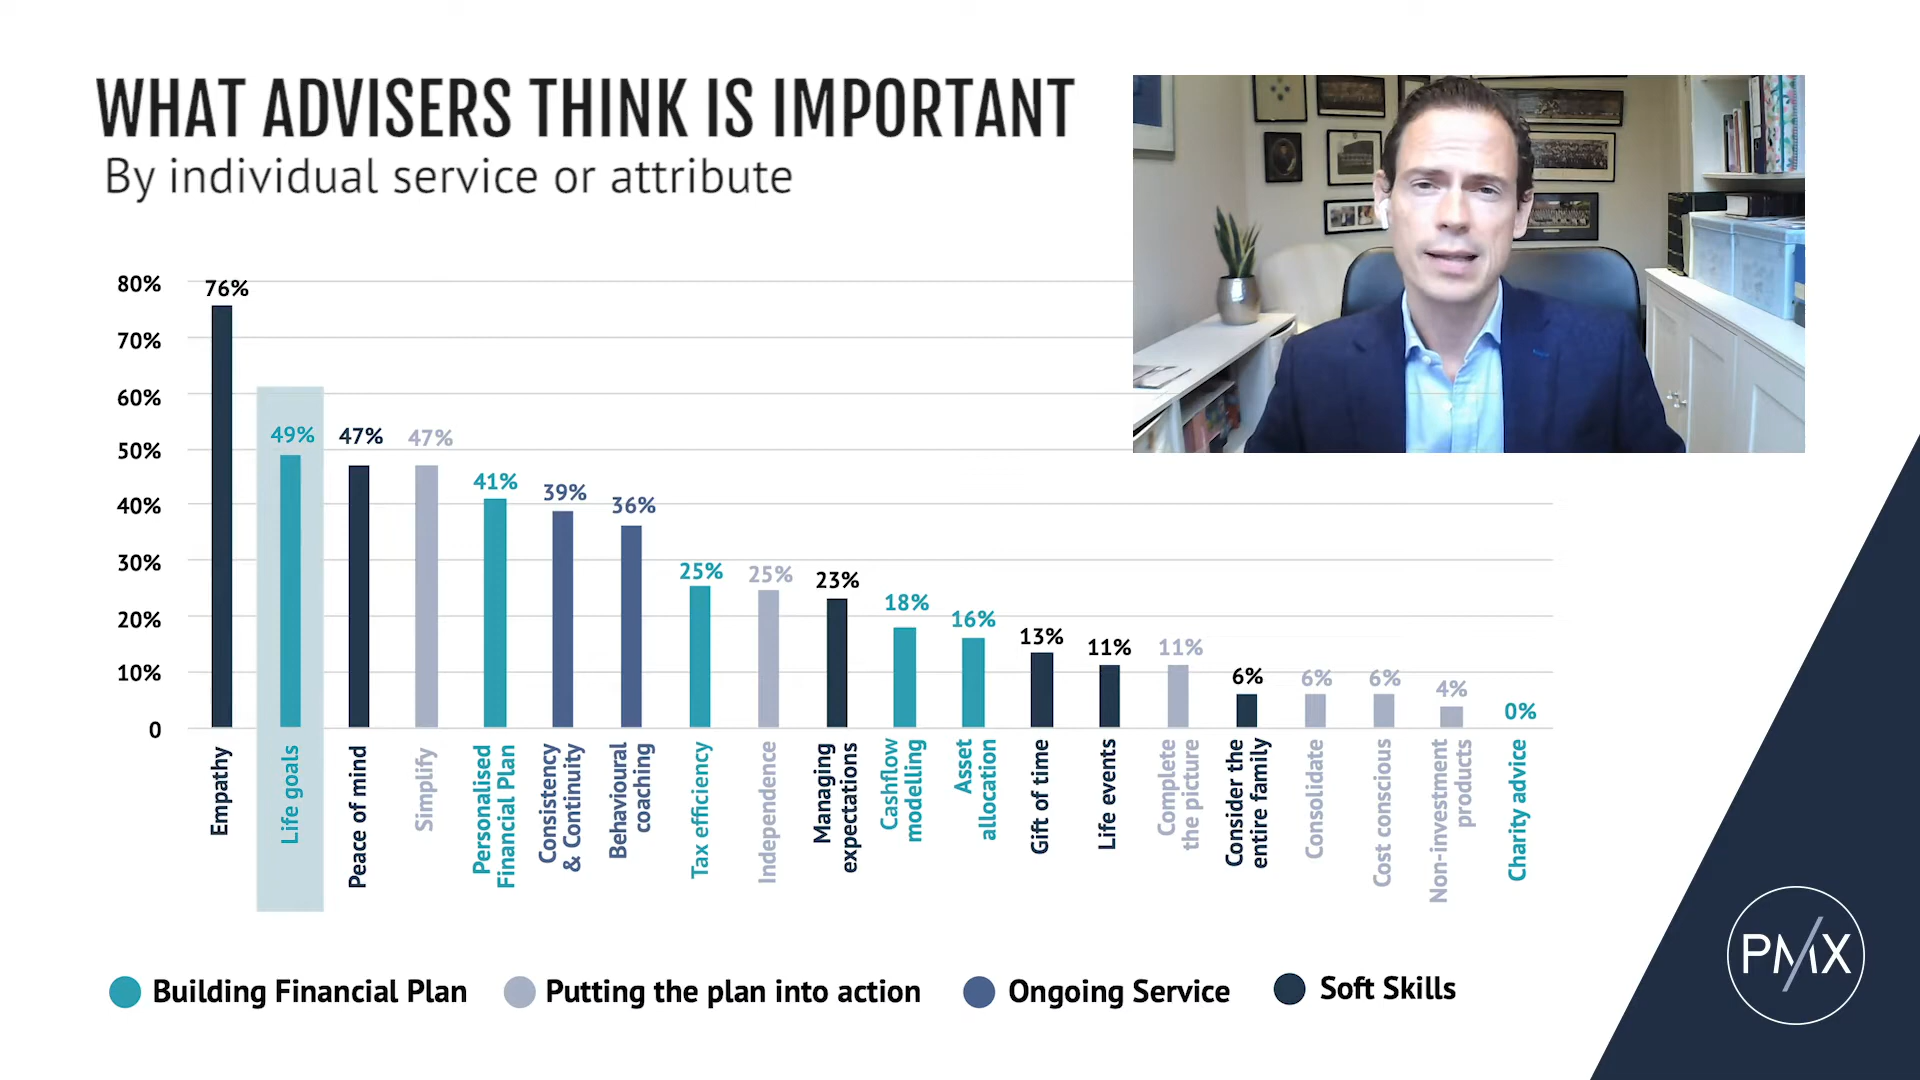 WHAT ADVISERS THINK IS IMPORTANT
By individual service or attribute
80%
70%
60%
50%
40%
30%
20%
10%
0
76%
49%
47%
47%
41%
39%
36%
25%
25%
23%
18%
16%
13%
11%
11%
6%
6%
6%
4%
0%
Empathy
Life goals
Peace of mind
Simplify
Personalised
Financial Plan
Consistency
& Continuity
Behavioural
coaching
Tax efficiency
Independence
Managing
expectations
Cashflow
modelling
Asset
allocation
Gift of time
Life events
Complete
the picture
Consider the
entire family
Consolidate
Cost conscious
Non-investment
products
Charity advice
Building Financial Plan
Putting the plan into action
Ongoing Service
Soft Skills
PMX